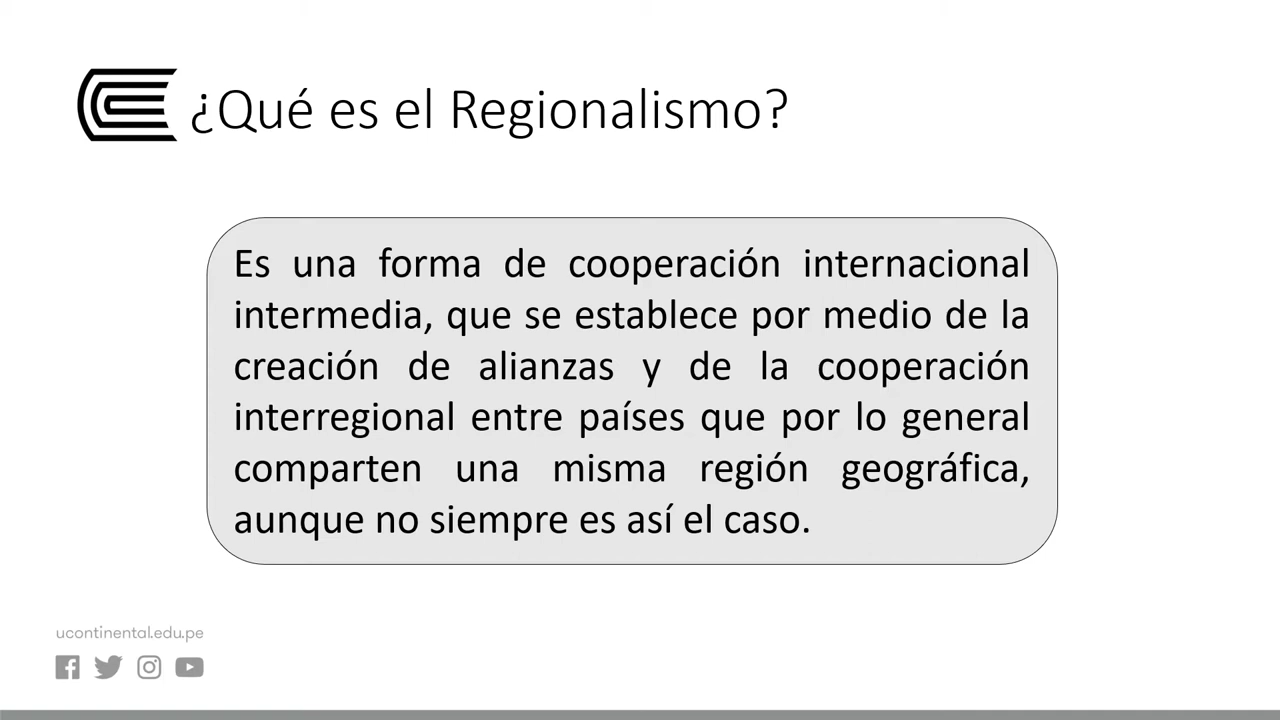 ¿Qué es el Regionalismo?
Es una forma de cooperación internacional
intermedia, que se establece por medio de la
creación de alianzas y de la cooperación
interregional entre países que por lo general
comparten una misma región geográfica,
aunque no siempre es así el caso.
ucontinental.edu.pe